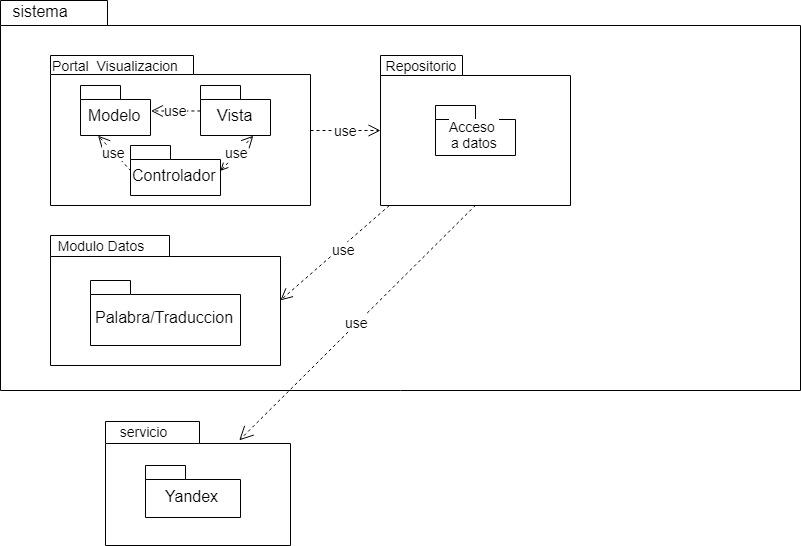 sistema
Portal Visualizacion
Repositorio
Modelo
use
Vista
use
Acceso
a datos
use
use
Controlador
Modulo Datos
use
Palabra/Traduccion
use
servicio
Yandex